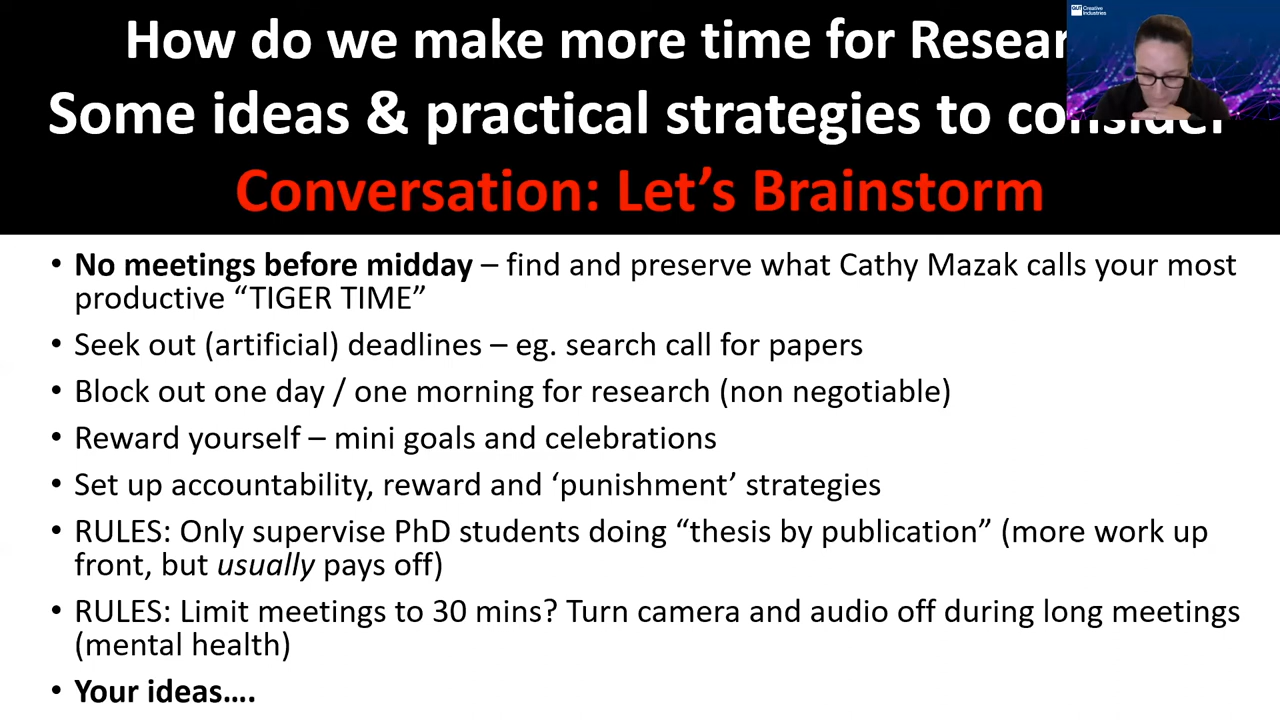 How do we make more time for
Some ideas & practical strategies to consider
Conversation: Let’s Brainstorm
QUT Creative Industries
• No meetings before midday – find and preserve what Cathy Mazak calls your most
productive “TIGER TIME”
• Seek out (artificial) deadlines – eg. search call for papers
• Block out one day / one morning for research (non negotiable)
• Reward yourself – mini goals and celebrations
• Set up accountability, reward and ‘punishment’ strategies
• RULES: Only supervise PhD students doing “thesis by publication” (more work up
front, but usually pays off)
• RULES: Limit meetings to 30 mins? Turn camera and audio off during long meetings
(mental health)
• Your ideas….